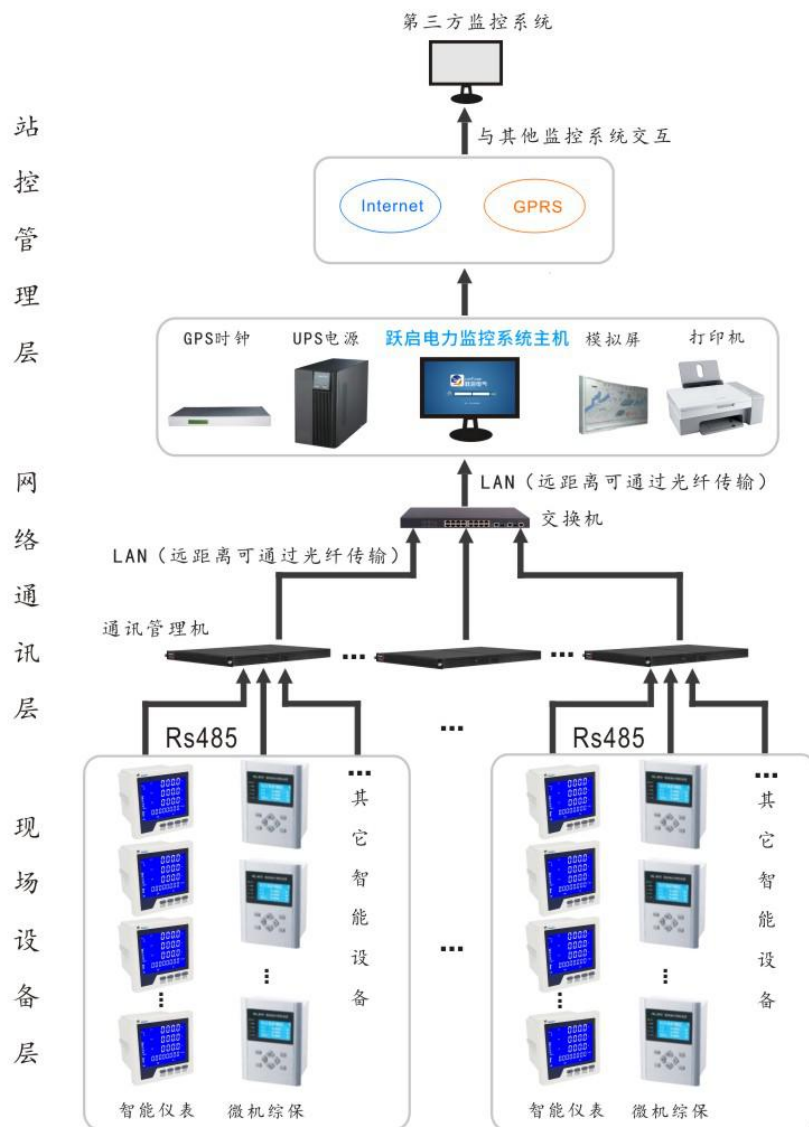 第三方监控系统
与其他监控系统交互
Internet
GPRS
站控管理层
GPS时钟
UPS电源
跃启电力监控系统主机
模拟屏
打印机
LAN（远距离可通过光纤传输）
交换机
LAN（远距离可通过光纤传输）
通讯管理机
网络通讯层
Rs485
Rs485
现场设备层
其它智能设备
其它智能设备
智能仪表
微机综保
智能仪表
微机综保